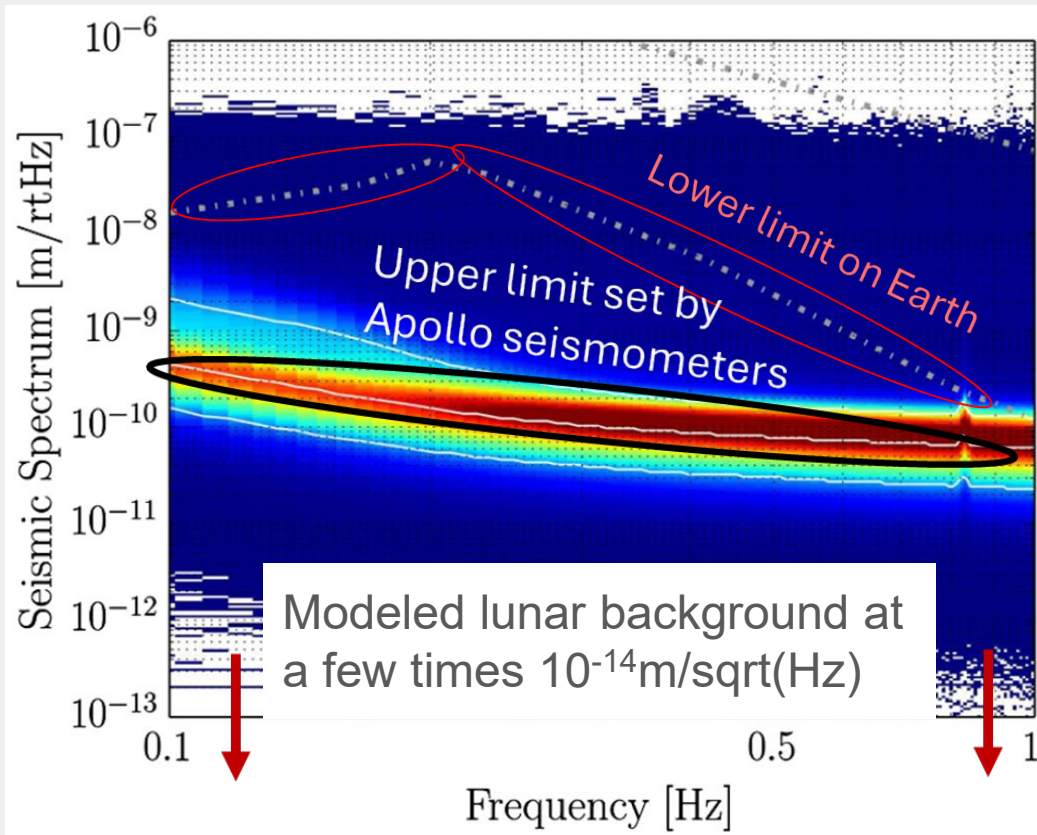 10⁻⁶
10⁻⁷
10⁻⁸
10⁻⁹
10⁻¹⁰
10⁻¹¹
10⁻¹²
10⁻¹³
Seismic Spectrum [m/rtHz]
Lower limit on Earth
Upper limit set by
Apollo seismometers
Modeled lunar background at
a few times 10⁻¹⁴m/sqrt(Hz)
0.1
0.5
1
Frequency [Hz]